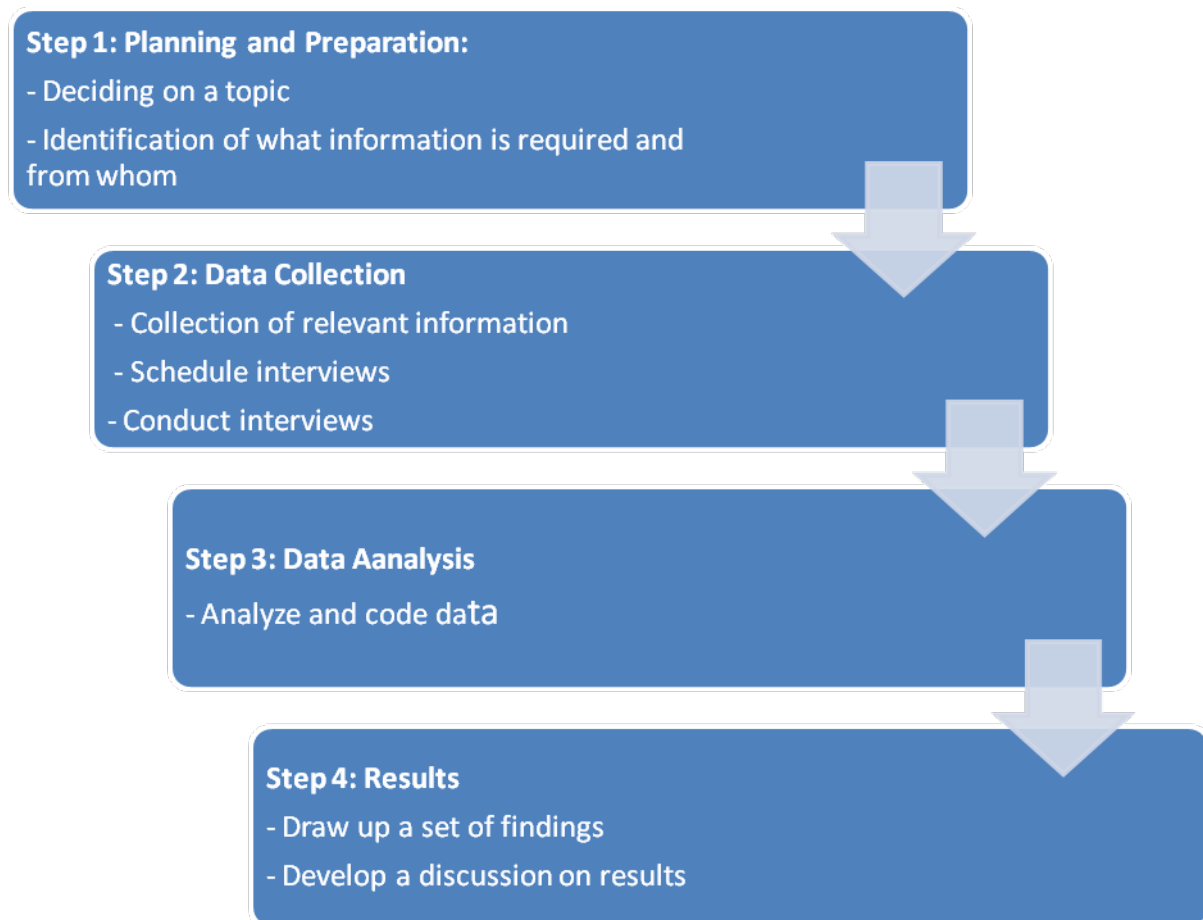 Step 1: Planning and Preparation:
- Deciding on a topic
- Identification of what information is required and
from whom
Step 2: Data Collection
- Collection of relevant information
- Schedule interviews
- Conduct interviews
Step 3: Data Aanalysis
- Analyze and code data
Step 4: Results
- Draw up a set of findings
- Develop a discussion on results